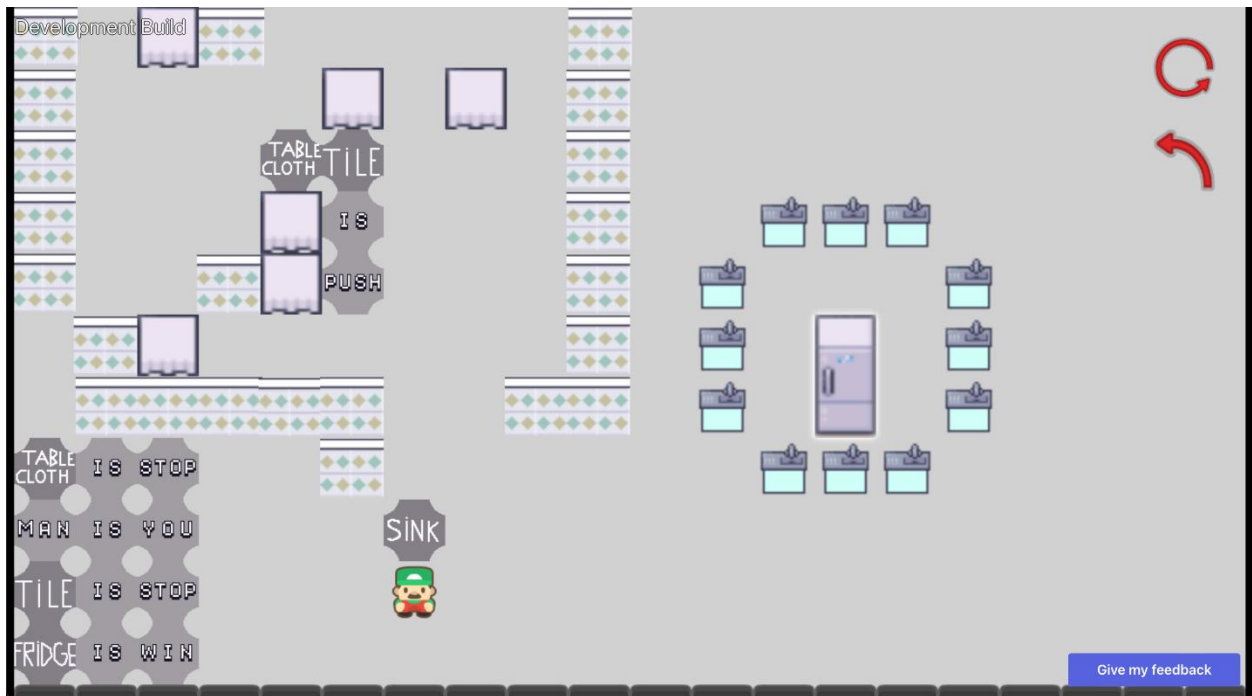 Development Build
TABLE CLOTH TILE
IS
PUSH
TABLE CLOTH IS STOP
MAN IS YOU
SINK
TILE IS STOP
FRIDGE IS WIN
Give my feedback